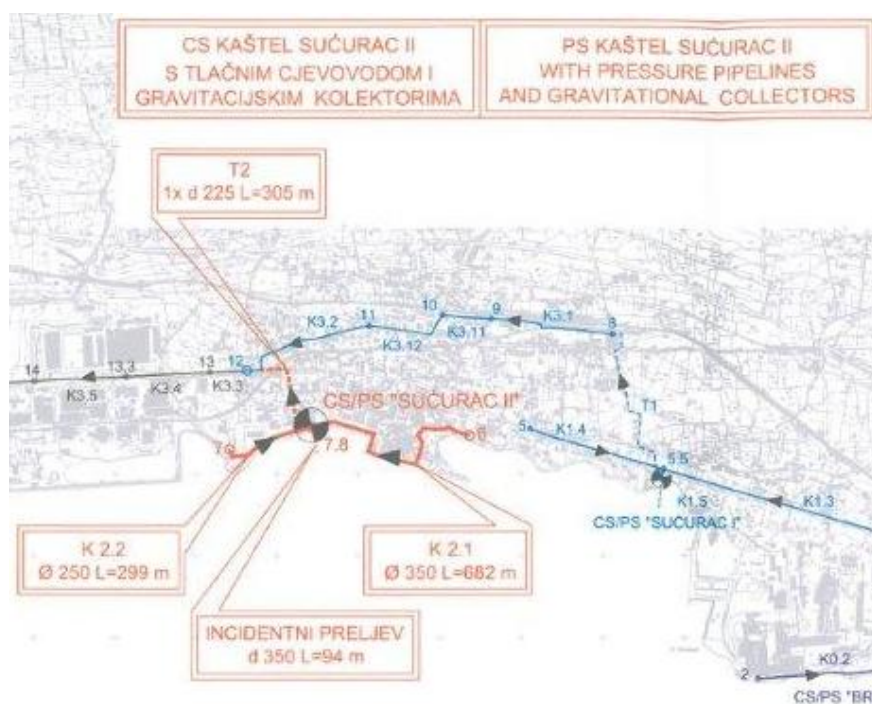 CS KAŠTEL SUĆURAC II
S TLAČNIM CJEVOVODOM I
GRAVITACIJSKIM KOLEKTORIMA
PS KAŠTEL SUĆURAC II
WITH PRESSURE PIPELINES
AND GRAVITATIONAL COLLECTORS
T2
1x d 225 L=305 m
10
9
K3.1
8
11
K3.11
K3.2
K3.12
14
13,3
13
12
K3.5
K3.4
K3.3
CS/PS "SUĆURAC II"
T1
7
7.8
6
5
K1.4
5.5
K1.5
K1.3
CS/PS "SUĆURAC I"
K 2.2
Ø 250 L=299 m
K 2.1
Ø 350 L=682 m
INCIDENTNI PRELJEV
d 350 L=94 m
2
K0.2
CS/PS "BR